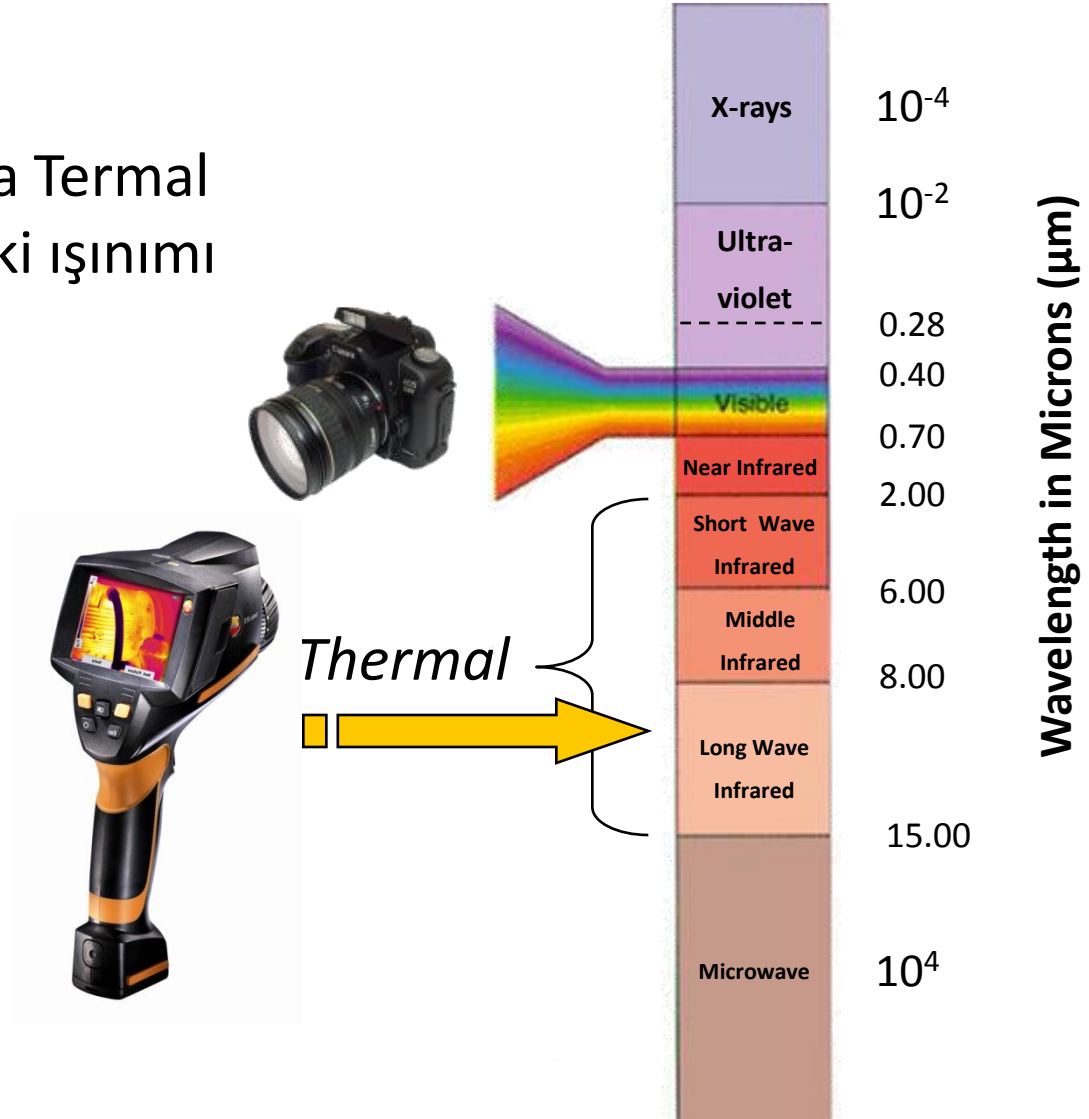 a Termal
ki ışınımı
X-rays
10⁻⁴
10⁻²
Ultra-
violet
0.28
0.40
Visible
0.70
Near Infrared
2.00
Short Wave
Infrared
6.00
Middle
Infrared
8.00
Thermal
Long Wave
Infrared
15.00
Microwave
10⁴
Wavelength in Microns (µm)
Canon